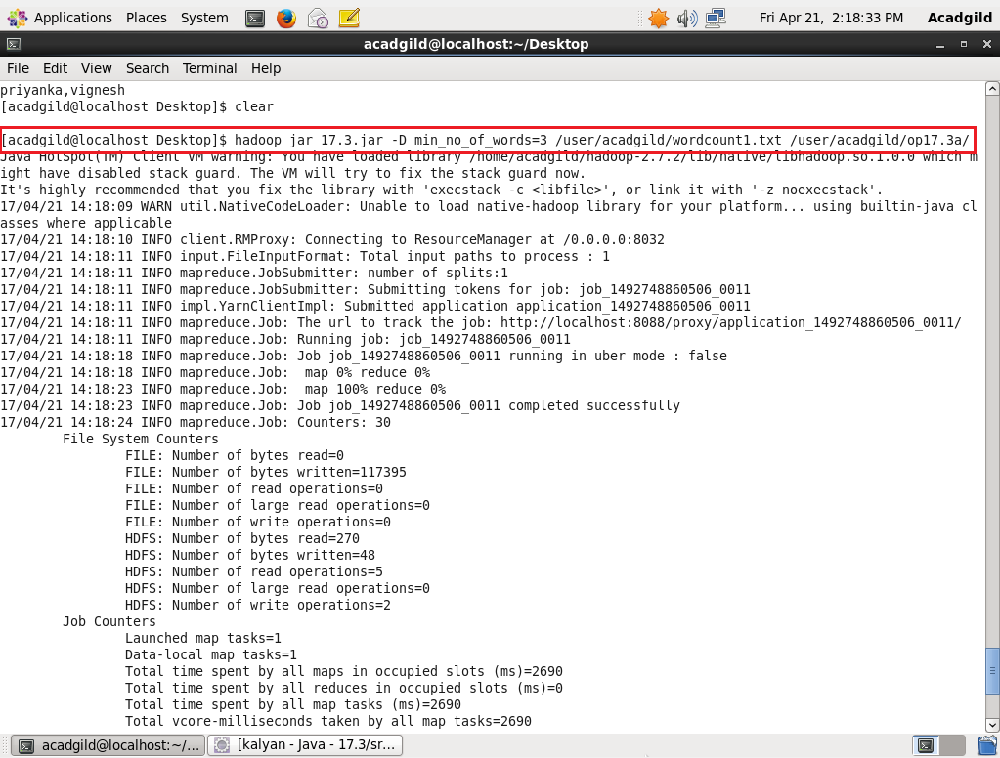 Applications Places System Fri Apr 21, 2:18:33 PM Acadgild
acadgild@localhost:~/Desktop
File Edit View Search Terminal Help
priyanka,vignesh
[acadgild@localhost Desktop]$ clear
[acadgild@localhost Desktop]$ hadoop jar 17.3.jar -D min_no_of_words=3 /user/acadgild/wordcount1.txt /user/acadgild/op17.3a/
Java HotSpot(TM) Client VM warning: You have loaded library /home/acadgild/hadoop-2.7.2/lib/native/libhadoop.so.1.0.0 which m
ight have disabled stack guard. The VM will try to fix the stack guard now.
It's highly recommended that you fix the library with 'execstack -c <libfile>', or link it with '-z noexecstack'.
17/04/21 14:18:09 WARN util.NativeCodeLoader: Unable to load native-hadoop library for your platform... using builtin-java cl
asses where applicable
17/04/21 14:18:10 INFO client.RMProxy: Connecting to ResourceManager at /0.0.0.0:8032
17/04/21 14:18:11 INFO input.FileInputFormat: Total input paths to process : 1
17/04/21 14:18:11 INFO mapreduce.JobSubmitter: number of splits:1
17/04/21 14:18:11 INFO mapreduce.JobSubmitter: Submitting tokens for job: job_1492748860506_0011
17/04/21 14:18:11 INFO impl.YarnClientImpl: Submitted application application_1492748860506_0011
17/04/21 14:18:11 INFO mapreduce.Job: The url to track the job: http://localhost:8088/proxy/application_1492748860506_0011/
17/04/21 14:18:11 INFO mapreduce.Job: Running job: job_1492748860506_0011
17/04/21 14:18:18 INFO mapreduce.Job: Job job_1492748860506_0011 running in uber mode : false
17/04/21 14:18:18 INFO mapreduce.Job:  map 0% reduce 0%
17/04/21 14:18:23 INFO mapreduce.Job:  map 100% reduce 0%
17/04/21 14:18:23 INFO mapreduce.Job: Job job_1492748860506_0011 completed successfully
17/04/21 14:18:24 INFO mapreduce.Job: Counters: 30
File System Counters
FILE: Number of bytes read=0
FILE: Number of bytes written=117395
FILE: Number of read operations=0
FILE: Number of large read operations=0
FILE: Number of write operations=0
HDFS: Number of bytes read=270
HDFS: Number of bytes written=48
HDFS: Number of read operations=5
HDFS: Number of large read operations=0
HDFS: Number of write operations=2
Job Counters
Launched map tasks=1
Data-local map tasks=1
Total time spent by all maps in occupied slots (ms)=2690
Total time spent by all reduces in occupied slots (ms)=0
Total time spent by all map tasks (ms)=2690
Total vcore-milliseconds taken by all map tasks=2690
acadgild@localhost:~/... [kalyan - Java - 17.3/sr...